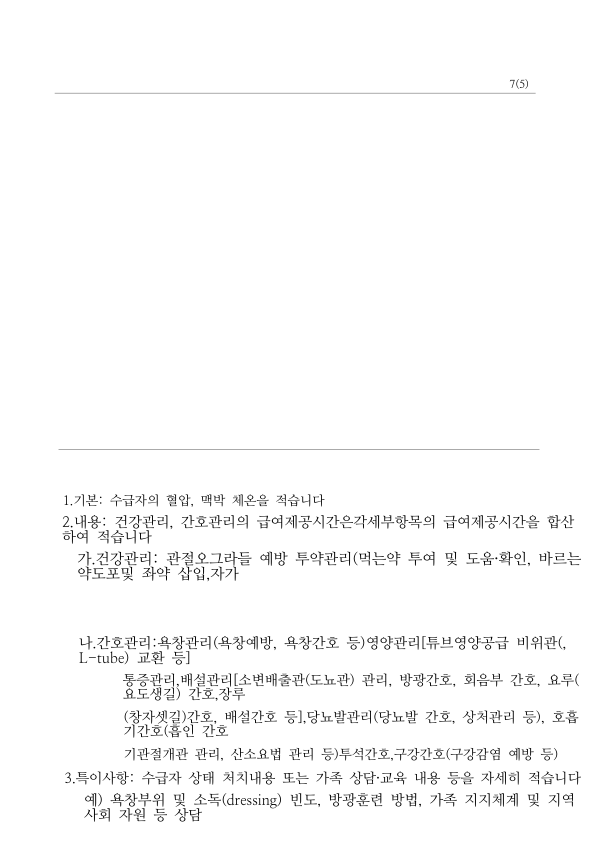 7(5)
1.기본: 수급자의 혈압, 맥박 체온을 적습니다
2.내용: 건강관리, 간호관리의 급여제공시간은각세부항목의 급여제공시간을 합산
하여 적습니다
가.건강관리: 관절오그라들 예방 투약관리(먹는약 투여 및 도움·확인, 바르는
약도포및 좌약 삽입,자가
나.간호관리:욕창관리(욕창예방, 욕창간호 등)영양관리[튜브영양공급 비위관(,
L-tube) 교환 등]
통증관리,배설관리[소변배출관(도뇨관) 관리, 방광간호, 회음부 간호, 요루(
요도생길) 간호,장루
(창자셋길)간호, 배설간호 등],당뇨발관리(당뇨발 간호, 상처관리 등), 호흡
기간호(흡인 간호
기관절개관 관리, 산소요법 관리 등)투석간호,구강간호(구강감염 예방 등)
3.특이사항: 수급자 상태 처치내용 또는 가족 상담·교육 내용 등을 자세히 적습니다
예) 욕창부위 및 소독(dressing) 빈도, 방광훈련 방법, 가족 지지체계 및 지역
사회 자원 등 상담